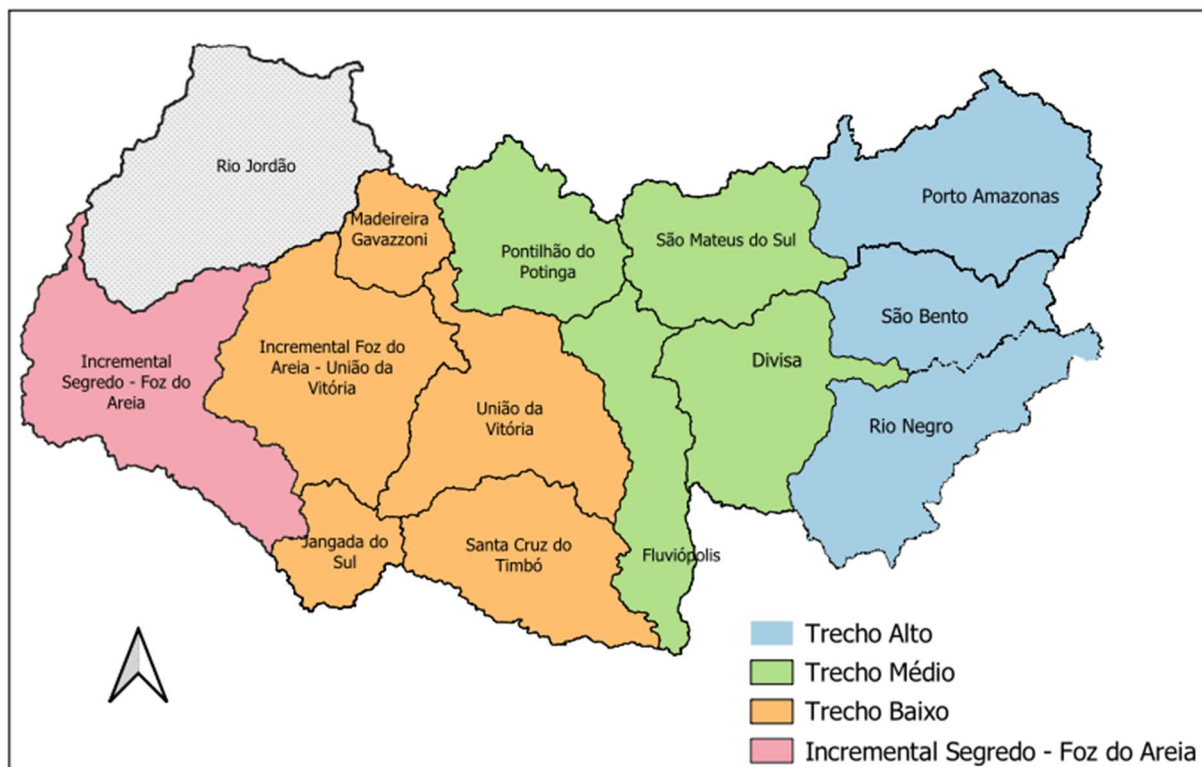 Rio Jordão
Madeireira
Gavazzoni
Pontilhão do
Potinga
São Mateus do Sul
Porto Amazonas
São Bento
Incremental
Segredo - Foz do
Areia
Incremental Foz do
Areia - União da
Vitória
União da
Vitória
Divisa
Rio Negro
Jangada do
Sul
Santa Cruz do
Timbó
Fluviópolis
Trecho Alto
Trecho Médio
Trecho Baixo
Incremental Segredo - Foz do Areia